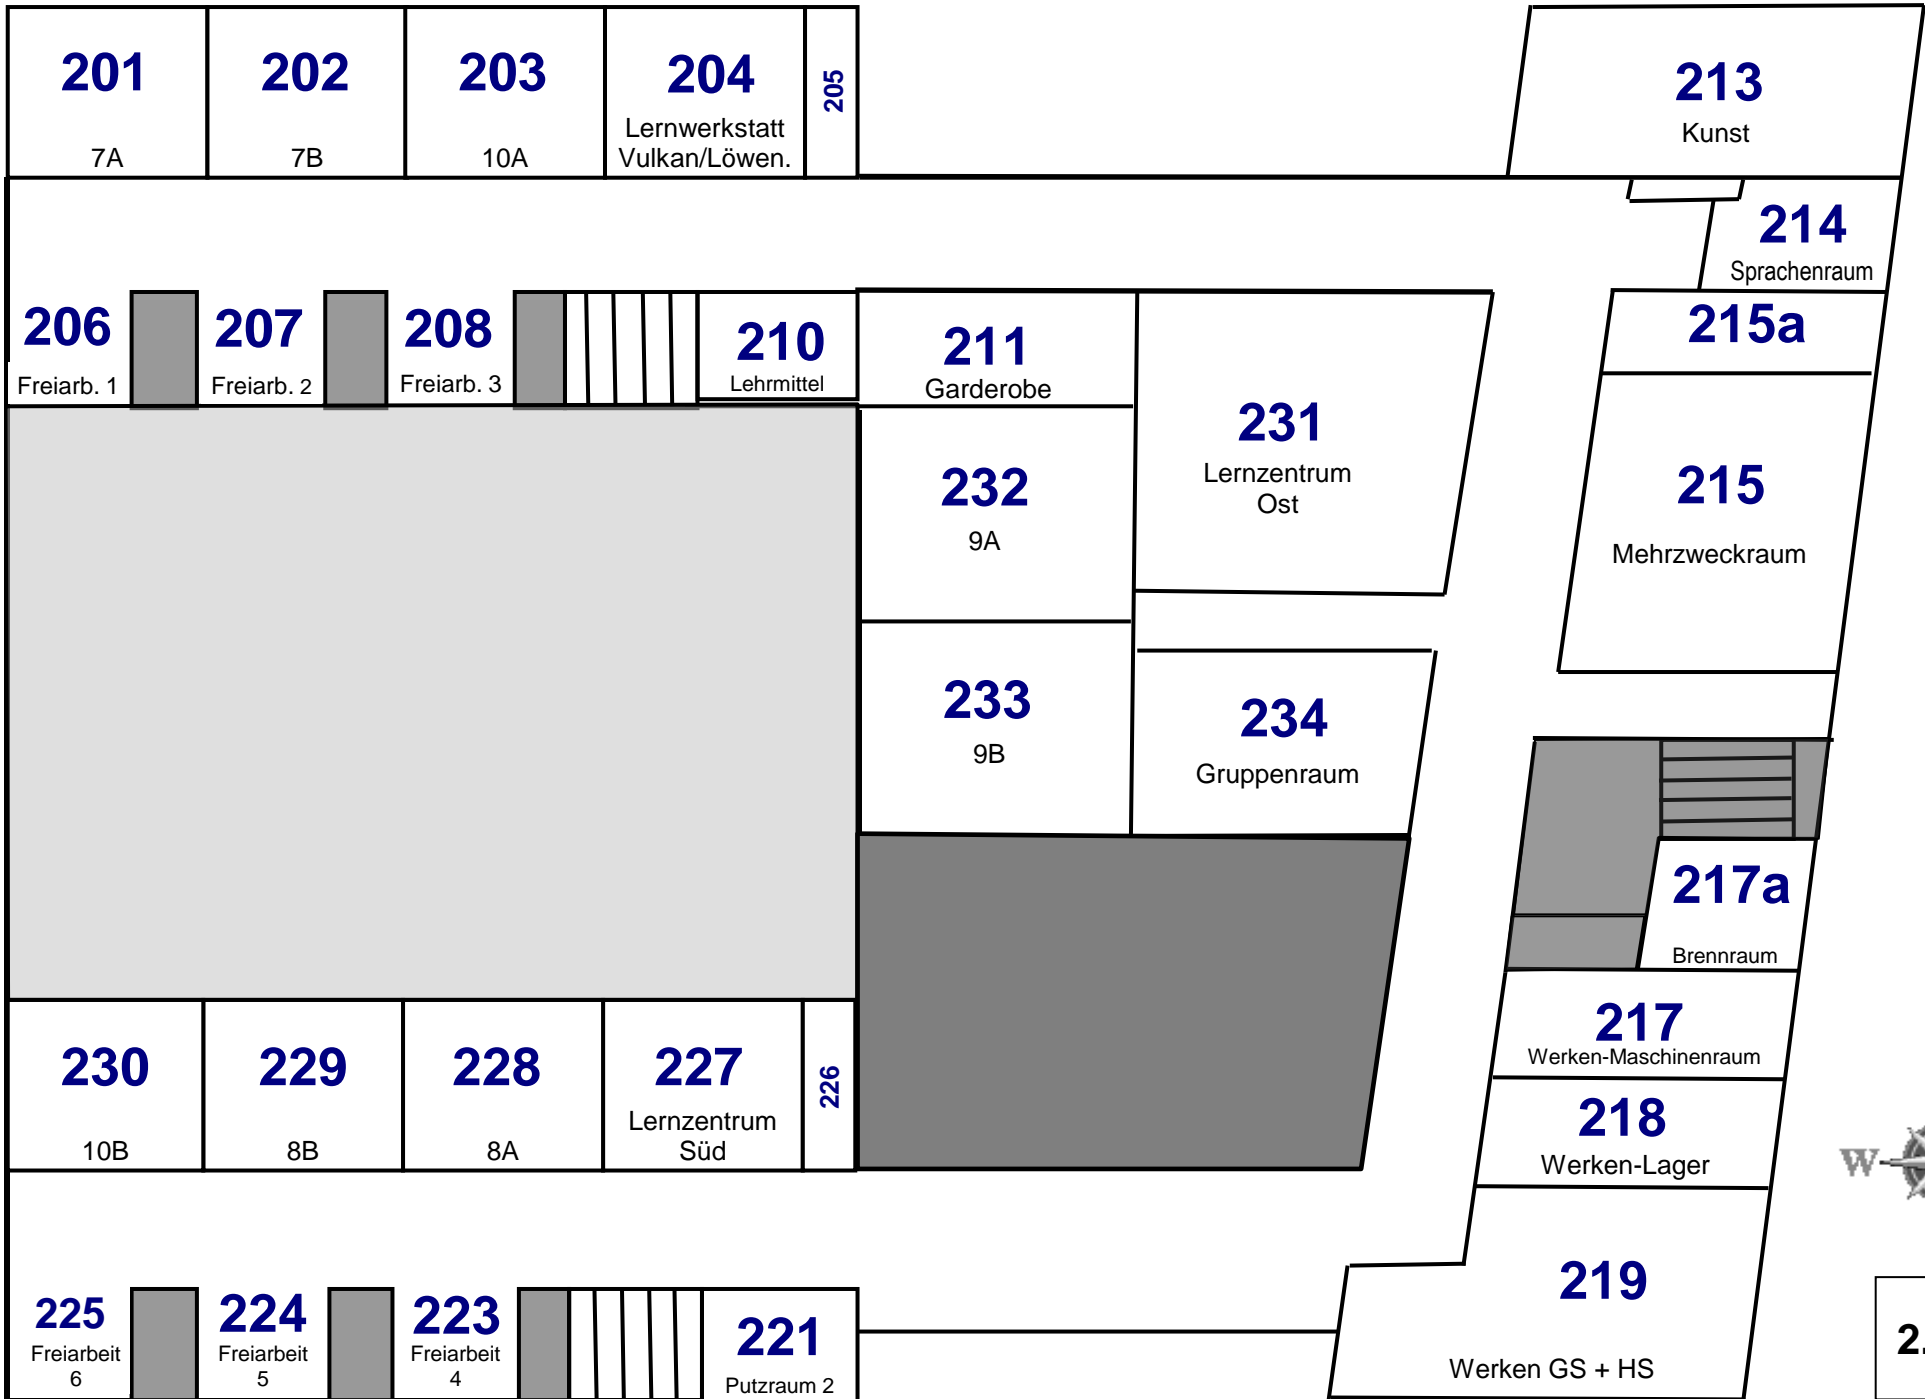 201
7A
202
7B
203
10A
204
Lernwerkstatt
Vulkan/Löwen.
205
213
Kunst
214
Sprachenraum
206
Freiarb. 1
207
Freiarb. 2
208
Freiarb. 3
210
Lehrmittel
211
Garderobe
231
Lernzentrum
Ost
215a
232
9A
215
Mehrzweckraum
233
9B
234
Gruppenraum
217a
Brennraum
230
10B
229
8B
228
8A
227
Lernzentrum
Süd
226
217
Werken-Maschinenraum
218
Werken-Lager
W
225
Freiarbeit
6
224
Freiarbeit
5
223
Freiarbeit
4
221
Putzraum 2
219
Werken GS + HS
2.